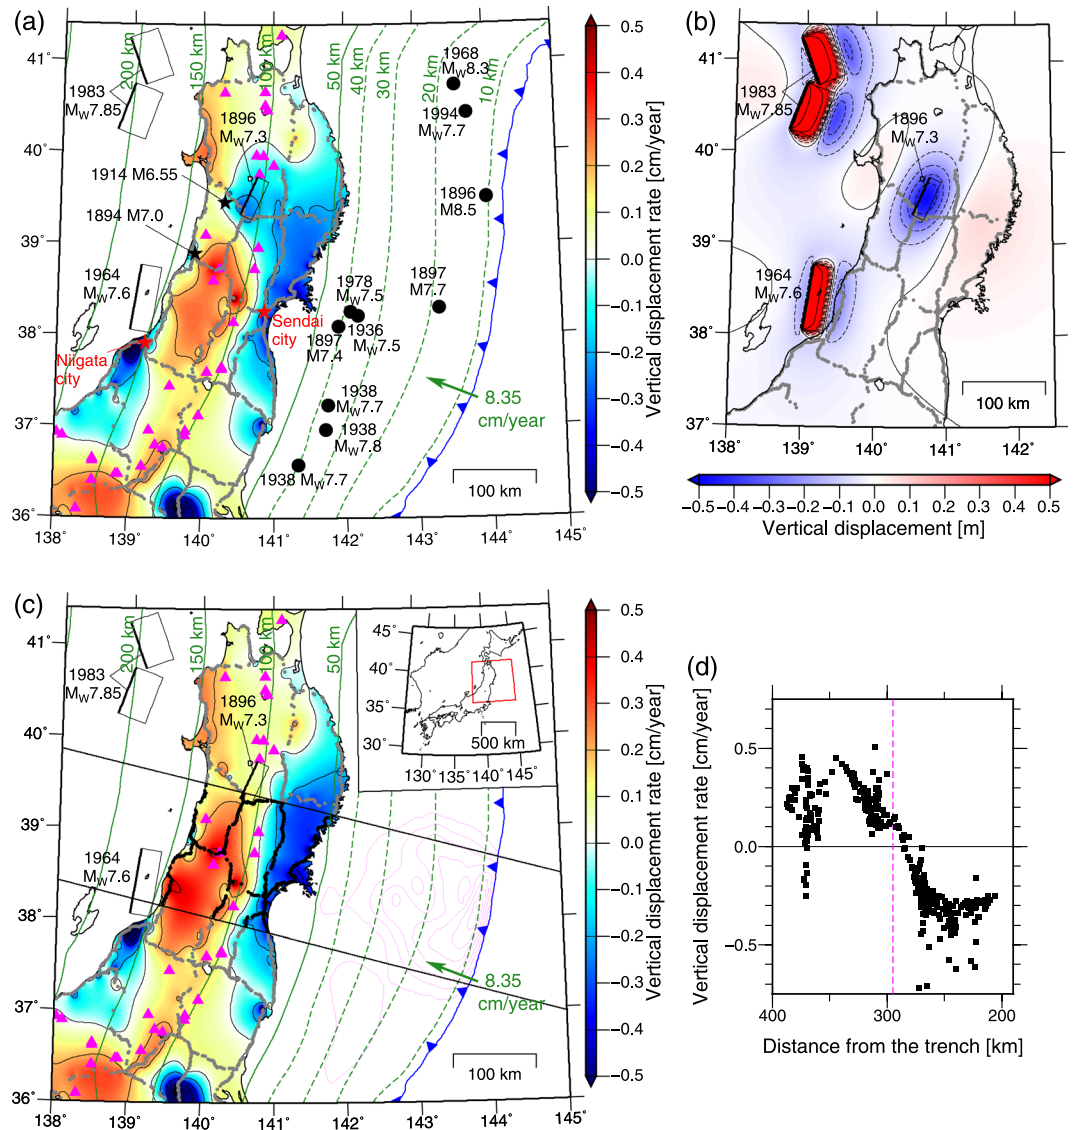 (a)
200 km
150 km
100 km
50 km
40 km
30 km
20 km
10 km
1968
MW8.3
1994
MW7.7
1983
MW7.85
1896
MW7.3
1914 M6.55
1894 M7.0
1896
M8.5
1964
MW7.6
1978
MW7.5
1897
M7.7
Sendai
city
1936
MW7.5
1897
M7.4
Niigata
city
1938
MW7.7
1938
MW7.8
1938 MW7.7
8.35
cm/year
100 km
41°
40°
39°
38°
37°
36°
138°
139°
140°
141°
142°
143°
144°
145°
0.5
0.4
0.3
0.2
0.1
0.0
−0.1
−0.2
−0.3
−0.4
−0.5
Vertical displacement rate [cm/year]
(b)
1983
MW7.85
1896
MW7.3
1964
MW7.6
100 km
41°
40°
39°
38°
37°
138°
139°
140°
141°
142°
−0.5 −0.4 −0.3 −0.2 −0.1 0.0 0.1 0.2 0.3 0.4 0.5
Vertical displacement [m]
(c)
200 km
150 km
100 km
50 km
1983
MW7.85
1896
MW7.3
1964
MW7.6
45°
40°
35°
30°
500 km
130° 135° 140° 145°
8.35
cm/year
100 km
41°
40°
39°
38°
37°
36°
138°
139°
140°
141°
142°
143°
144°
145°
0.5
0.4
0.3
0.2
0.1
0.0
−0.1
−0.2
−0.3
−0.4
−0.5
Vertical displacement rate [cm/year]
(d)
Vertical displacement rate [cm/year]
0.5
0.0
−0.5
400
300
200
Distance from the trench [km]